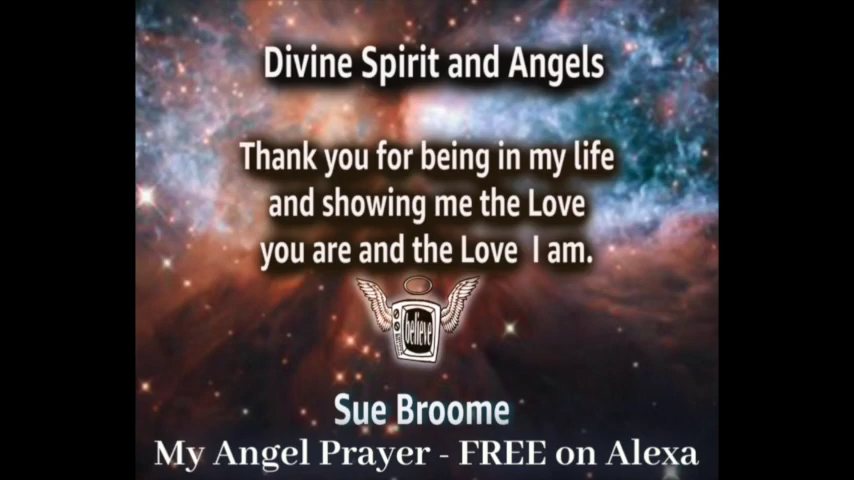 Divine Spirit and Angels
Thank you for being in my life
and showing me the Love
you are and the Love I am.
believe
Sue Broome
My Angel Prayer - FREE on Alexa